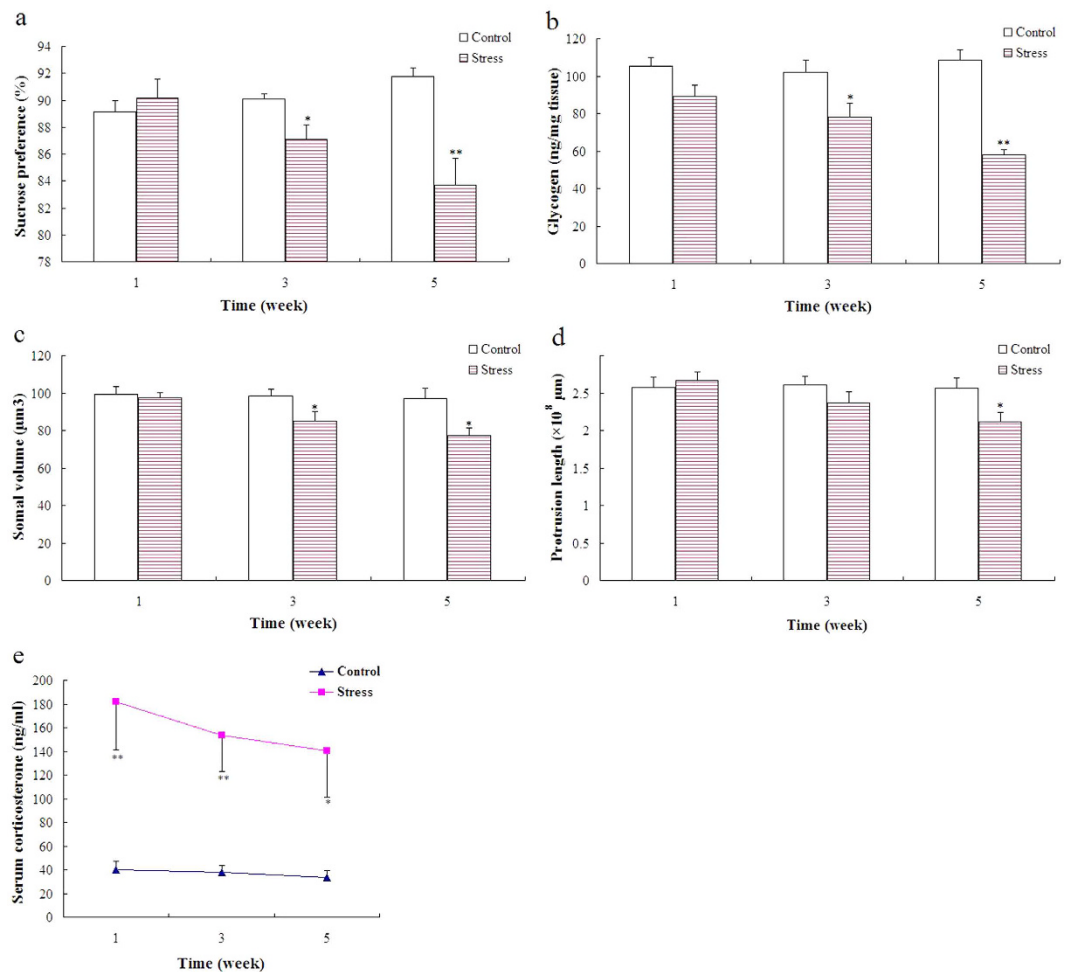 a
Control
Stress
Sucrose preference (%)
94
92
90
88
86
84
82
80
78
*
**
1
3
5
Time (week)
b
Control
Stress
Glycogen (ng/mg tissue)
120
100
80
60
40
20
0
*
**
1
3
5
Time (week)
c
Control
Stress
Somal volume (μm3)
120
100
80
60
40
20
0
*
*
1
3
5
Time (week)
d
Control
Stress
Protrusion length (×10⁸ μm)
2.5
2
1.5
1
0.5
0
*
1
3
5
Time (week)
e
Control
Stress
Serum corticosterone (ng/ml)
200
180
160
140
120
100
80
60
40
20
0
**
**
*
1
3
5
Time (week)